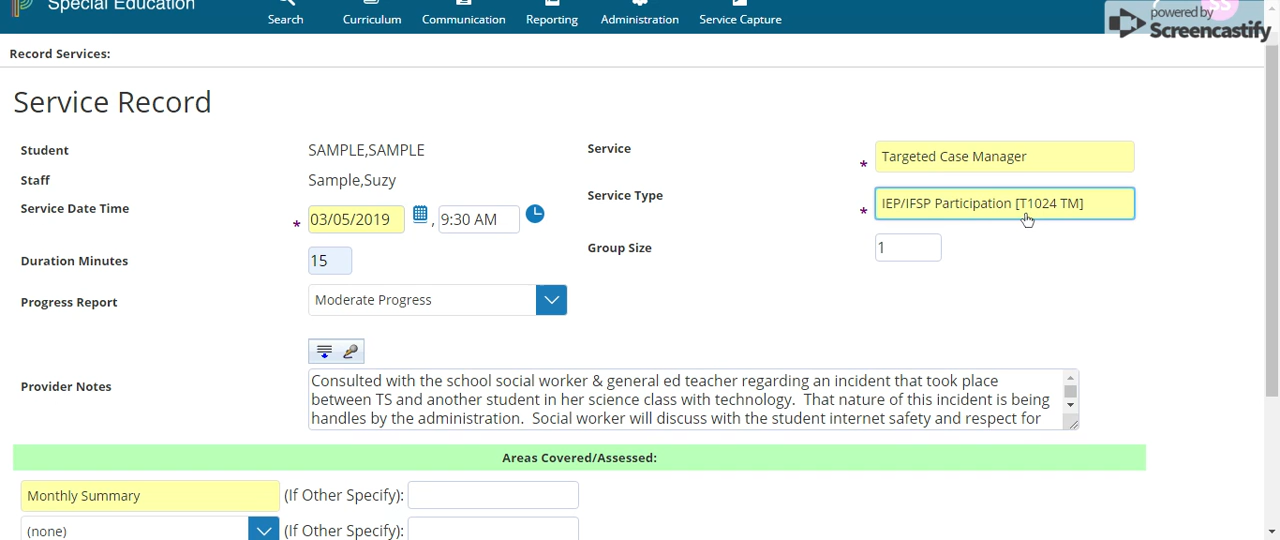 Special Education
Search
Curriculum
Communication
Reporting
Administration
Service Capture
SS
powered by
Screencastify
Record Services:
Service Record
Student
SAMPLE,SAMPLE
Staff
Sample,Suzy
Service Date Time
* 03/05/2019 , 9:30 AM
Duration Minutes
15
Progress Report
Moderate Progress
Service
* Targeted Case Manager
Service Type
* IEP/IFSP Participation [T1024 TM]
Group Size
1
Provider Notes
Consulted with the school social worker & general ed teacher regarding an incident that took place
between TS and another student in her science class with technology.  That nature of this incident is being
handles by the administration.  Social worker will discuss with the student internet safety and respect for
Areas Covered/Assessed:
Monthly Summary (If Other Specify):
(none) (If Other Specify):